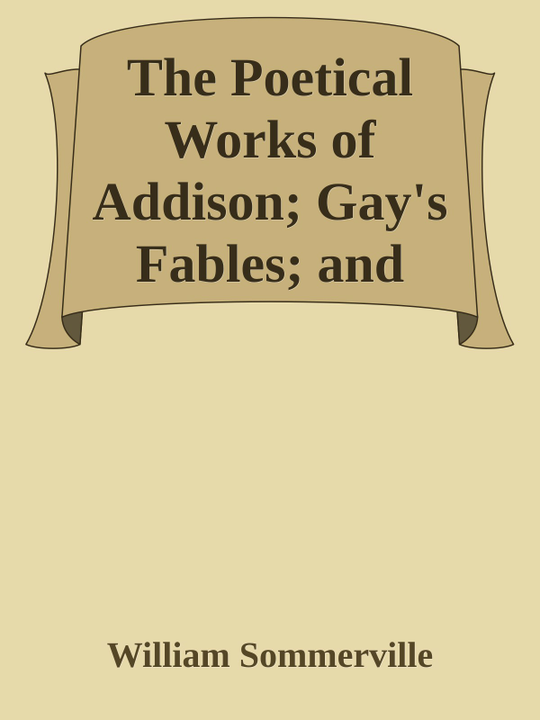 The Poetical
Works of
Addison; Gay's
Fables; and
William Sommerville